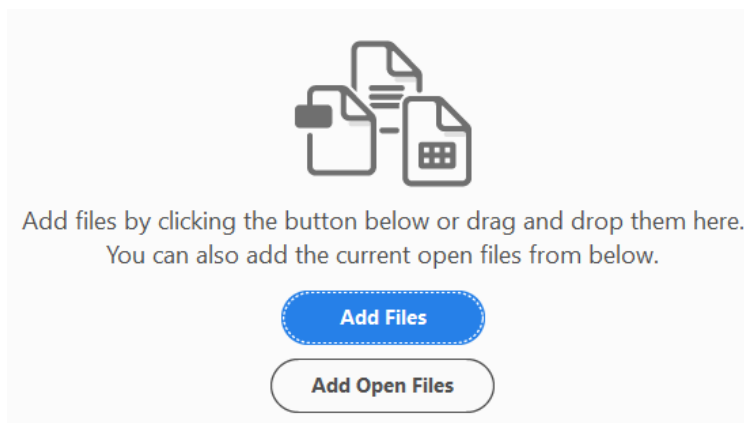 Add files by clicking the button below or drag and drop them here.
You can also add the current open files from below.
Add Files
Add Open Files